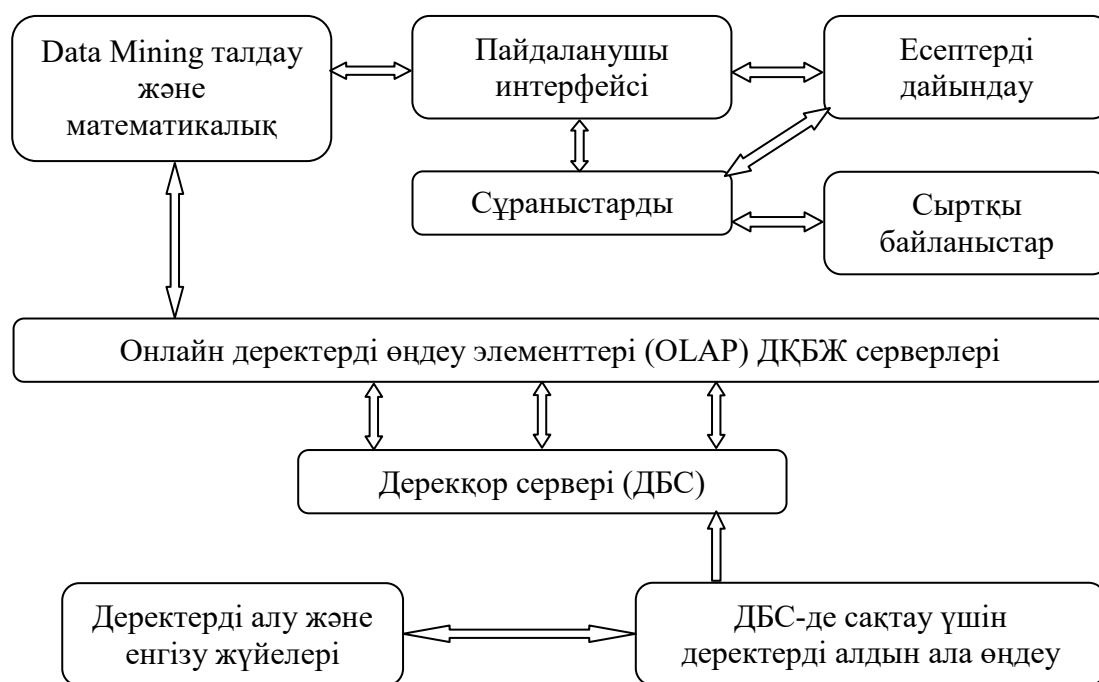 Data Mining талдау
және
математикалық
Пайдаланушы
интерфейсі
Есептерді
дайындау
Сұраныстарды
Сыртқы
байланыстар
Онлайн деректерді өңдеу элементтері (OLAP) ДҚБЖ серверлері
Дерекқор сервері (ДБС)
Деректерді алу және
енгізу жүйелері
ДБС-де сақтау үшін
деректерді алдын ала өңдеу